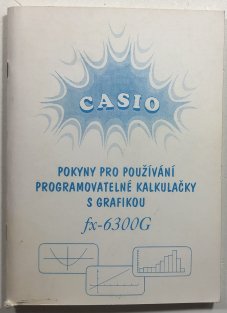 CASIO
POKYNY PRO POUŽÍVÁNÍ
PROGRAMOVATELNÉ KALKULAČKY
S GRAFIKOU
fx-6300G